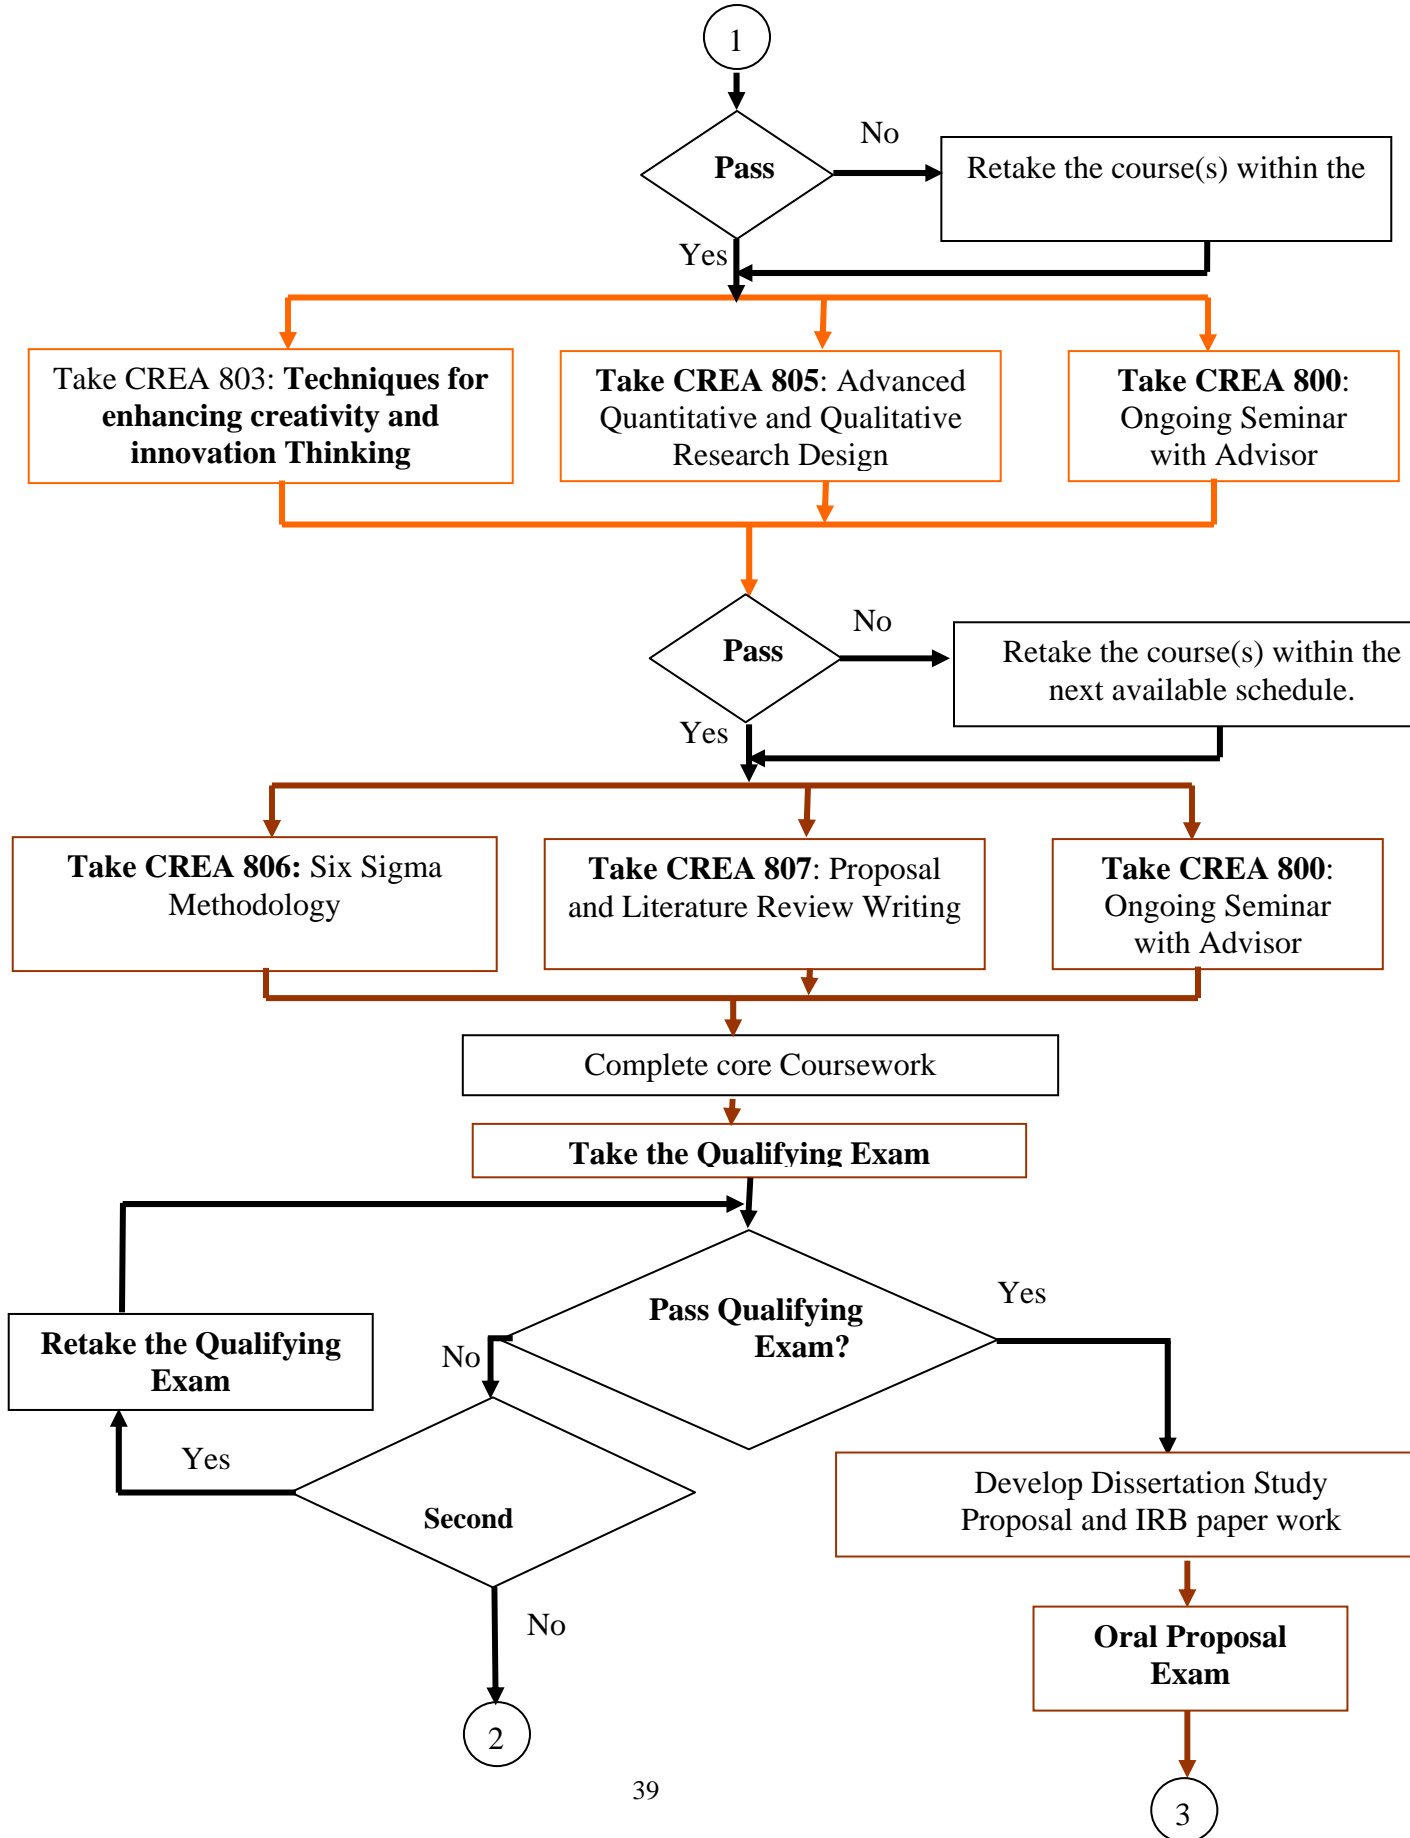 1
Pass
No
Retake the course(s) within the
Yes
Take CREA 803: Techniques for
enhancing creativity and
innovation Thinking
Take CREA 805: Advanced
Quantitative and Qualitative
Research Design
Take CREA 800:
Ongoing Seminar
with Advisor
Pass
No
Retake the course(s) within the
next available schedule.
Yes
Take CREA 806: Six Sigma
Methodology
Take CREA 807: Proposal
and Literature Review Writing
Take CREA 800:
Ongoing Seminar
with Advisor
Complete core Coursework
Take the Qualifying Exam
Pass Qualifying
Exam?
Yes
No
Retake the Qualifying
Exam
Yes
Second
No
2
Develop Dissertation Study
Proposal and IRB paper work
Oral Proposal
Exam
3
39